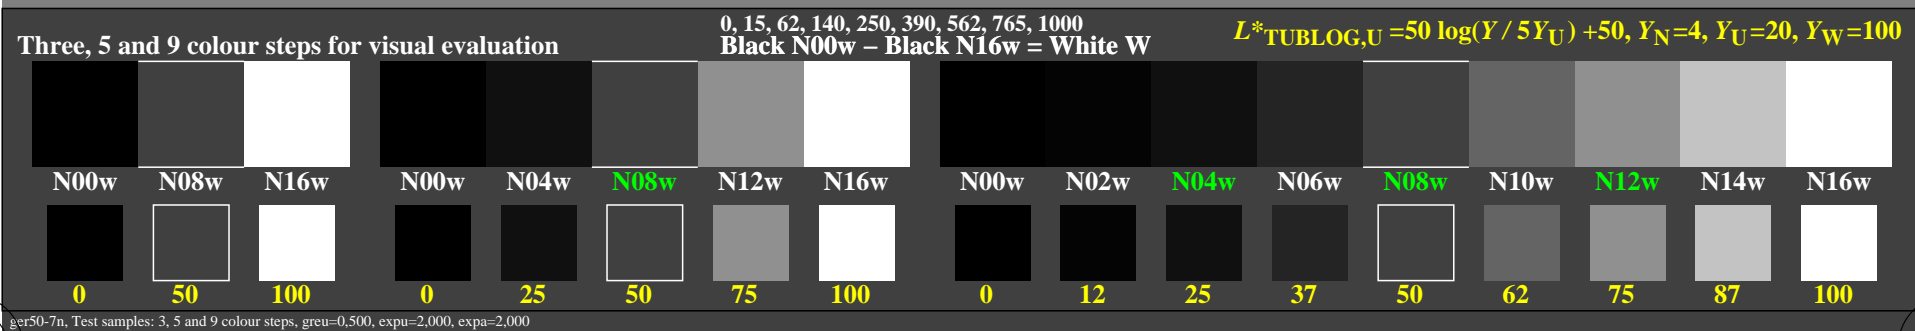 Three, 5 and 9 colour steps for visual evaluation
0, 15, 62, 140, 250, 390, 562, 765, 1000
Black N00w – Black N16w = White W
L*TUBLOG,U =50 log(Y / 5YU) +50, YN=4, YU=20, YW=100
N00w N08w N16w N00w N04w N08w N12w N16w N00w N02w N04w N06w N08w N10w N12w N14w N16w
0 50 100 0 25 50 75 100 0 12 25 37 50 62 75 87 100
ger50-7n, Test samples: 3, 5 and 9 colour steps, greu=0,500, expu=2,000, expa=2,000